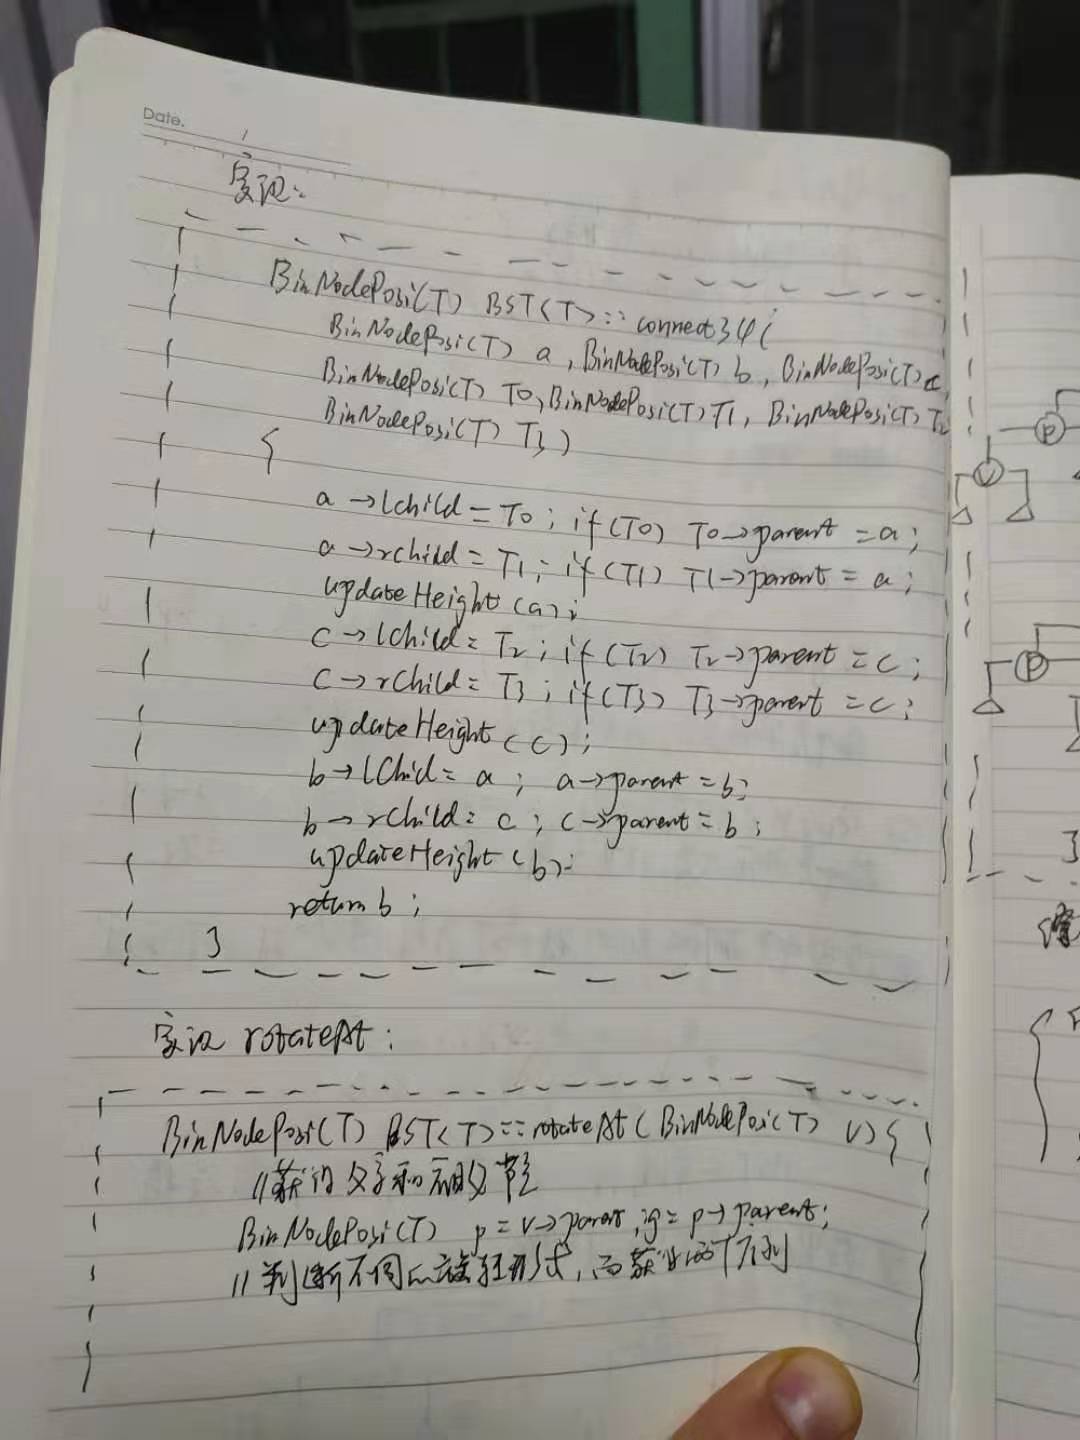 Date.
实现:
BinNodePosi(T) BST<T>::connect34(
BinNodePosi(T) a, BinNodePosi(T) b, BinNodePosi(T) c,
BinNodePosi(T) T0, BinNodePosi(T) T1, BinNodePosi(T) T2
BinNodePosi(T) T3)
{
a→lchild = T0; if(T0) T0→parent = a;
a→rchild = T1; if(T1) T1→parent = a;
updateHeight(a);
c→lChild = T2; if(T2) T2→parent = c;
c→rChild = T3; if(T3) T3→parent = c;
updateHeight(c);
b→lChild = a; a→parent = b;
b→rChild = c; c→parent = b;
updateHeight(b);
return b;
}
实现 rotateAt:
BinNodePosi(T) BST<T>::rotateAt(BinNodePosi(T) v){
//获得父亲和祖父节点
BinNodePosi(T) p = v→parent, g = p→parent;
//判断不同的旋转形式,而获 序列
P
V
P